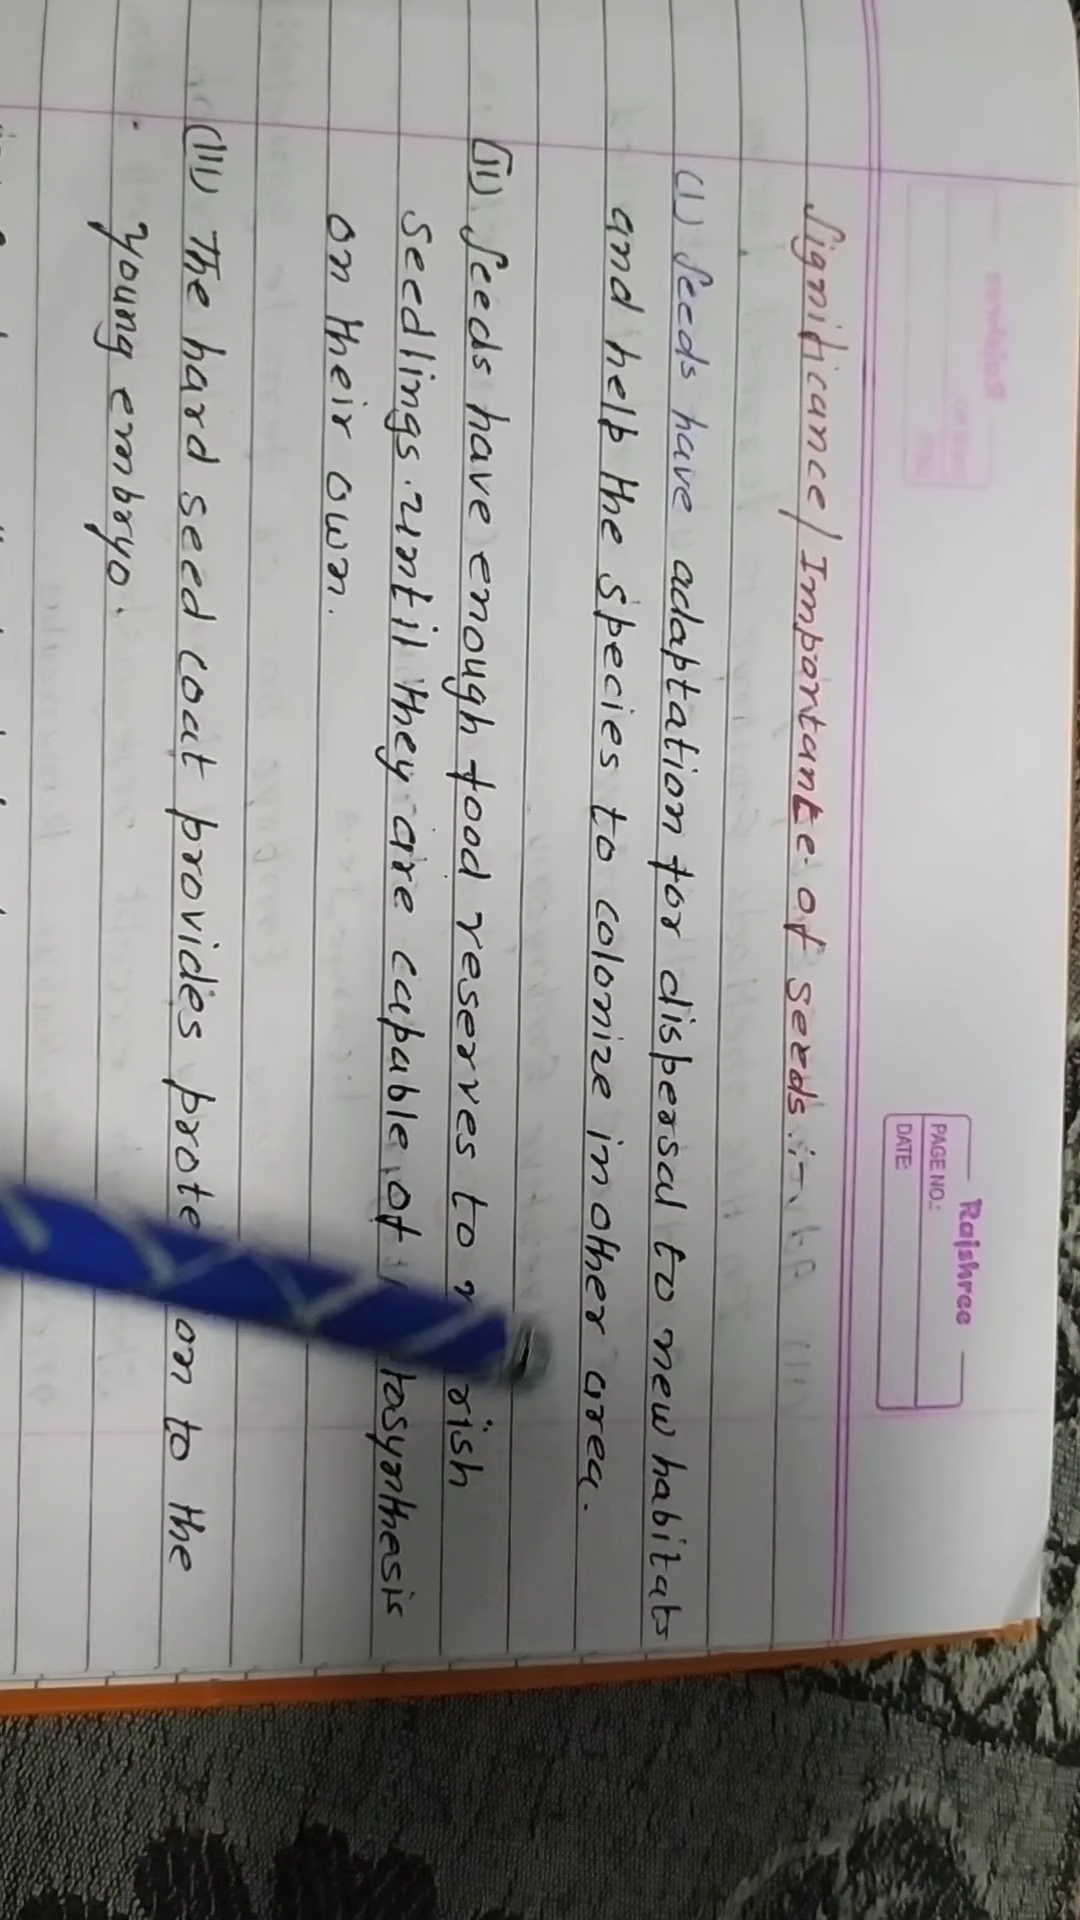 Rajshree
PAGE NO.:
DATE:
Significance/Importante of seeds :-
(i) Seeds have adaptation for dispersal to new habitats
and help the species to colonize in other area.
(ii) Seeds have enough food reserves to
seedlings until they are capable of
on their own.
(iii) The hard seed coat provides to the
young embryo.